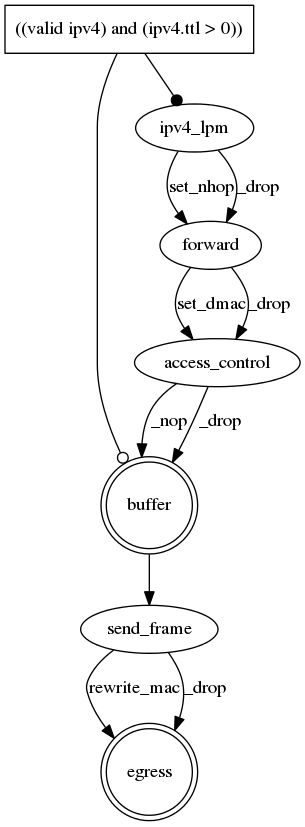 ((valid ipv4) and (ipv4.ttl > 0))
ipv4_lpm
set_nhop _drop
forward
set_dmac _drop
access_control
_nop _drop
buffer
send_frame
rewrite_mac _drop
egress